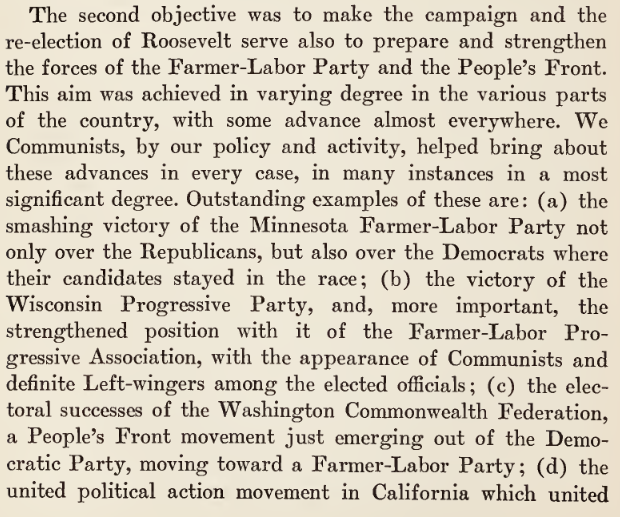 The second objective was to make the campaign and the
re-election of Roosevelt serve also to prepare and strengthen
the forces of the Farmer-Labor Party and the People's Front.
This aim was achieved in varying degree in the various parts
of the country, with some advance almost everywhere. We
Communists, by our policy and activity, helped bring about
these advances in every case, in many instances in a most
significant degree. Outstanding examples of these are: (a) the
smashing victory of the Minnesota Farmer-Labor Party not
only over the Republicans, but also over the Democrats where
their candidates stayed in the race; (b) the victory of the
Wisconsin Progressive Party, and, more important, the
strengthened position with it of the Farmer-Labor Pro-
gressive Association, with the appearance of Communists and
definite Left-wingers among the elected officials; (c) the elec-
toral successes of the Washington Commonwealth Federation,
a People's Front movement just emerging out of the Demo-
cratic Party, moving toward a Farmer-Labor Party; (d) the
united political action movement in California which united